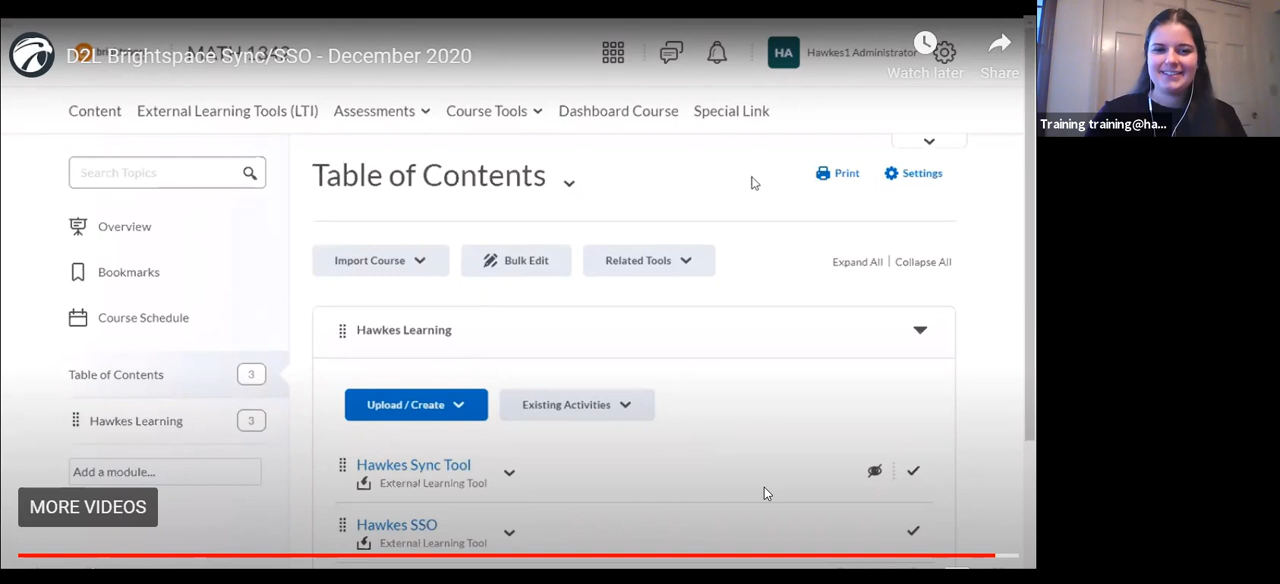 D2L Brightspace Sync/SSO - December 2020
HA
Hawkes1 Administrator
Watch later
Share
Training training@ha...
Content
External Learning Tools (LTI)
Assessments
Course Tools
Dashboard Course
Special Link
Search Topics
Table of Contents
Print
Settings
Overview
Import Course
Bulk Edit
Related Tools
Expand All | Collapse All
Bookmarks
Course Schedule
Hawkes Learning
Table of Contents
3
Upload / Create
Existing Activities
Hawkes Learning
3
Hawkes Sync Tool
External Learning Tool
Add a module...
MORE VIDEOS
Hawkes SSO
External Learning Tool